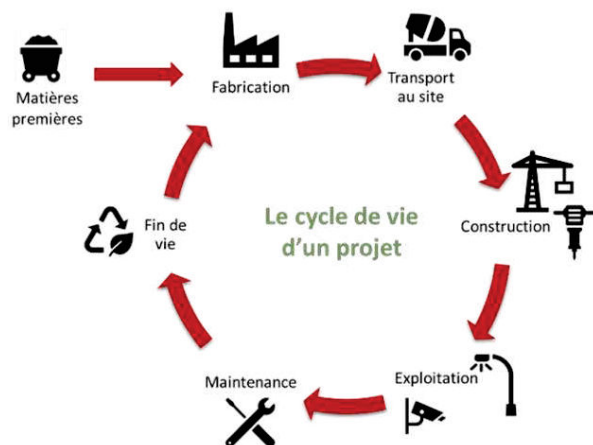 Matières
premières
Fabrication
Transport
au site
Construction
Exploitation
Maintenance
Fin de
vie
Le cycle de vie
d'un projet